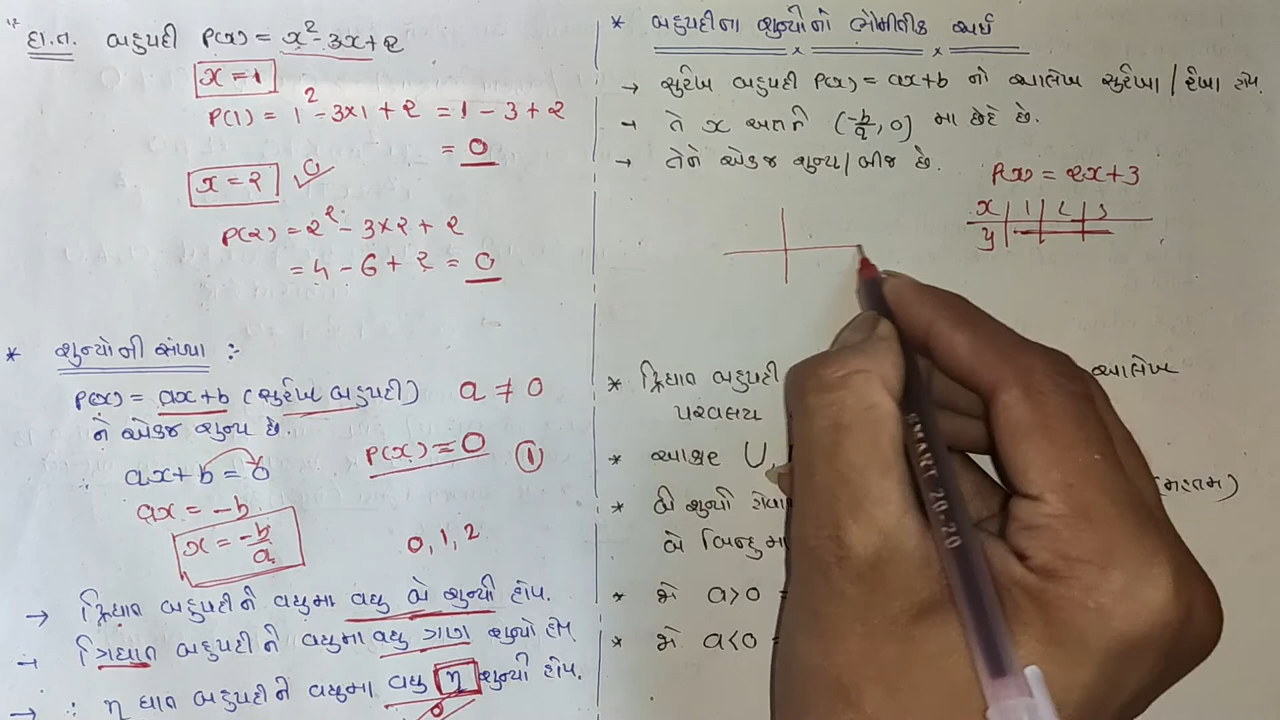 દા.ત. બહુપદી P(x) = x² - 3x + 2
x = 1
P(1) = 1² - 3×1 + 2 = 1 - 3 + 2
= 0
x = 2
P(2) = 2² - 3×2 + 2
= 4 - 6 + 2 = 0
* શુન્યોની સંખ્યા :-
P(x) = ax+b (સુરેખ બહુપદી) a ≠ 0
ને એકજ શુન્ય છે.
P(x) = 0 ①
ax + b = 0
ax = -b
x = -b/a
0, 1, 2
→ દ્વિઘાત બહુપદીને વધુમા વધુ બે શુન્યો હોય.
→ ત્રિઘાત બહુપદીને વધુમા વધુ ત્રણ શુન્યો હોય
→ ∴ n ઘાત બહુપદીને વધુમા વધુ n શુન્યો હોય.
* બહુપદીના શુન્યોનો ભૌમીતીક અર્થ
→ સુરેખ બહુપદી P(x) = ax+b નો આલેખ સુરેખા / રેખા હોય.
→ તે x અક્ષને (-b/a, 0) મા છેદે છે.
→ તેને એકજ શુન્ય/બીજ છે.
P(x) = 2x+3
x | 1 | 2 | 3
y |
* દ્વિઘાત બહુપદી આલેખ
પરવલય
* આકાર U,
* બે શુન્યો હોવા (મહત્તમ)
બે બિન્દુમા
* જો a>0 =
* જો a<0 =